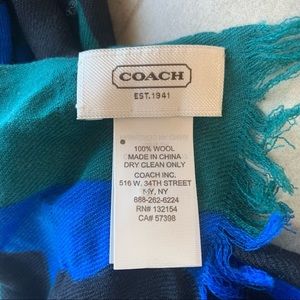 COACH
EST. 1941
100% WOOL
MADE IN CHINA
DRY CLEAN ONLY
COACH INC.
516 W. 34TH STREET
NY, NY
888-262-6224
RN# 132154
CA# 57398